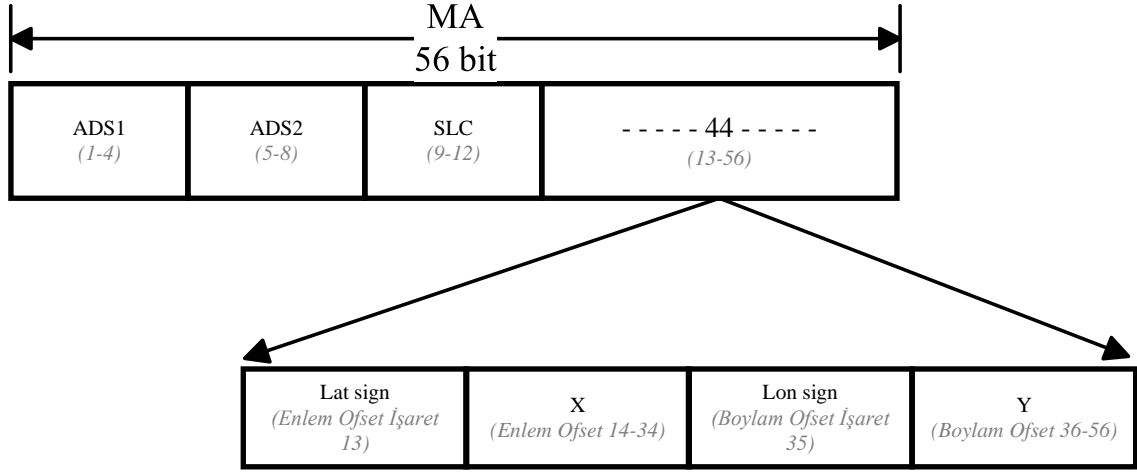 MA
56 bit
ADS1
(1-4)
ADS2
(5-8)
SLC
(9-12)
- - - - - 44 - - - - -
(13-56)
Lat sign
(Enlem Ofset İşaret
13)
X
(Enlem Ofset 14-34)
Lon sign
(Boylam Ofset İşaret
35)
Y
(Boylam Ofset 36-56)